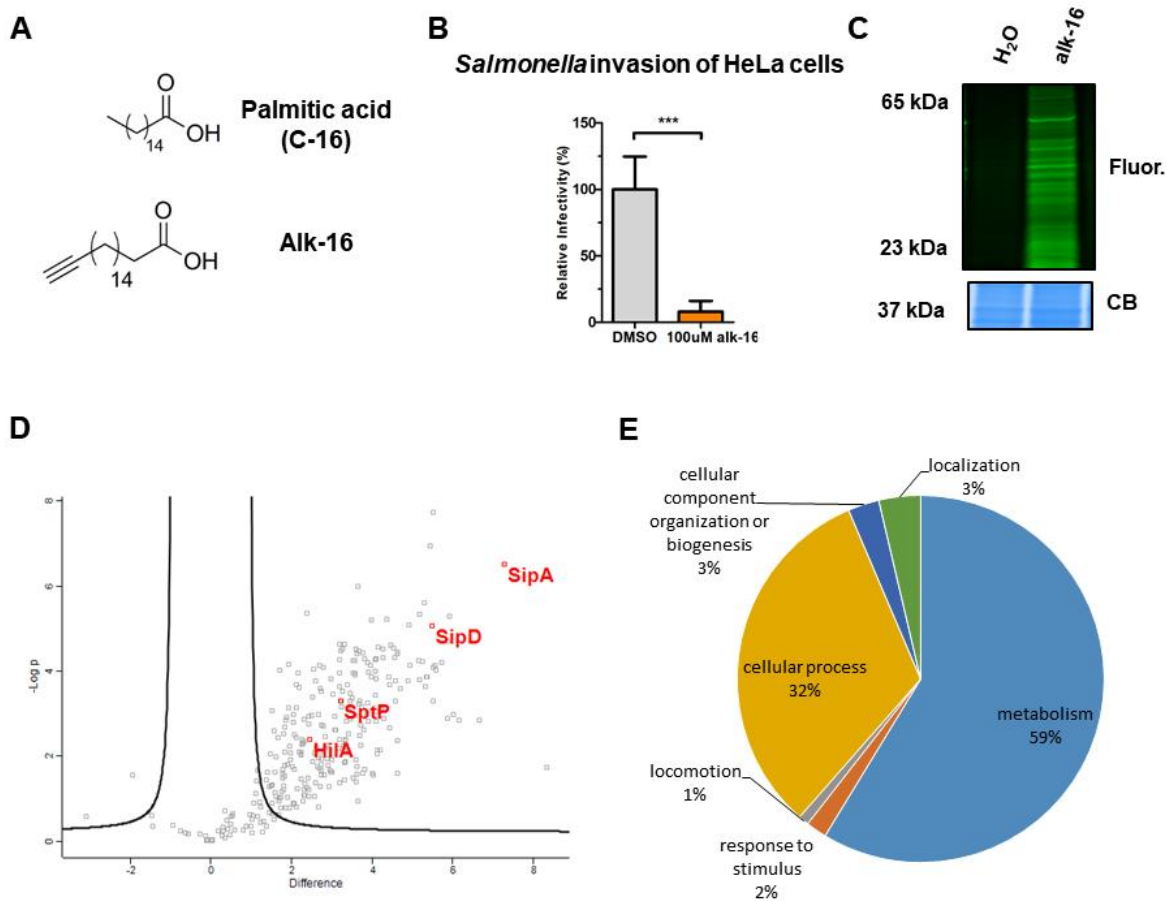 A
O
OH
14
Palmitic acid
(C-16)
O
OH
14
Alk-16
B
Salmonella invasion of HeLa cells
***
150
100
50
0
Relative Infectivity (%)
DMSO
100uM alk-16
C
H2O
alk-16
65 kDa
23 kDa
Fluor.
37 kDa
CB
D
8
6
4
2
0
-Log p
SipA
SipD
SptP
HilA
-2
0
2
4
6
8
Difference
E
cellular
component
organization or
biogenesis
3%
localization
3%
cellular process
32%
metabolism
59%
locomotion
1%
response to
stimulus
2%